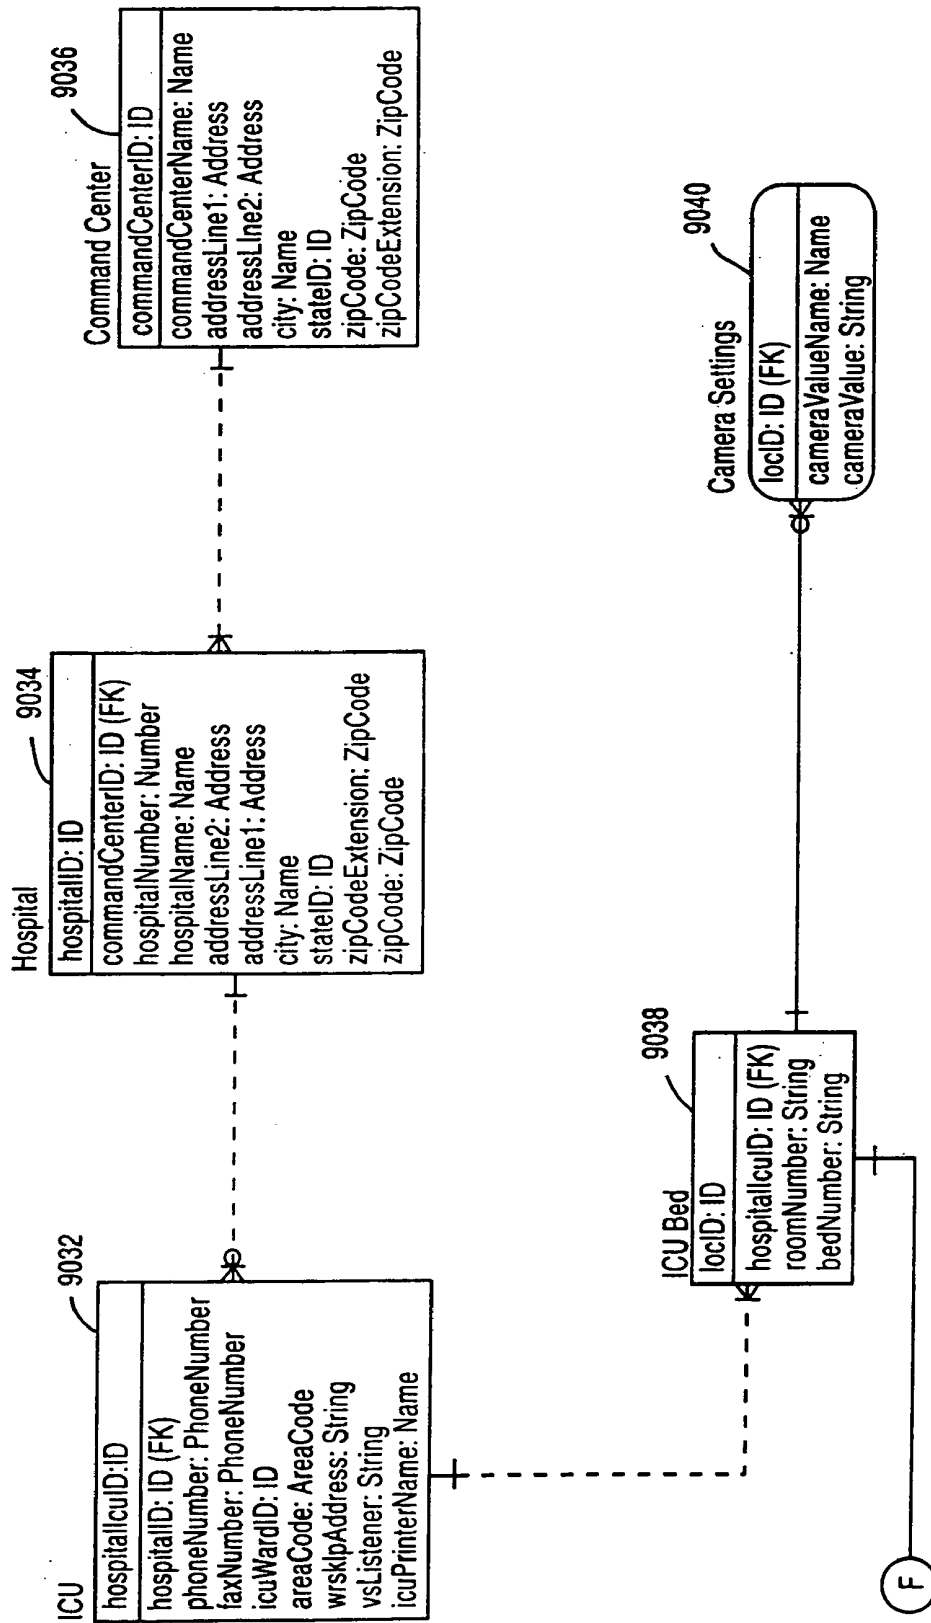 ICU
9032
hospitalIcuID:ID
hospitalID: ID (FK)
phoneNumber: PhoneNumber
faxNumber: PhoneNumber
icuWardID: ID
areaCode: AreaCode
wrskIpAddress: String
vsListener: String
icuPrinterName: Name
Hospital
9034
hospitalID: ID
commandCenterID: ID (FK)
hospitalNumber: Number
hospitalName: Name
addressLine2: Address
addressLine1: Address
city: Name
stateID: ID
zipCodeExtension: ZipCode
zipCode: ZipCode
Command Center
9036
commandCenterID: ID
commandCenterName: Name
addressLine1: Address
addressLIne2: Address
city: Name
stateID: ID
zipCode: ZipCode
zipCodeExtension: ZipCode
ICU Bed
9038
locID: ID
hospitalIcuID: ID (FK)
roomNumber: String
bedNumber: String
Camera Settings
9040
locID: ID (FK)
cameraValueName: Name
cameraValue: String
F